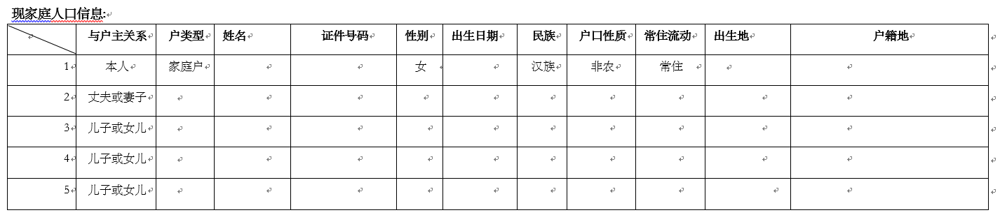 现家庭人口信息:
与户主关系 户类型 姓名 证件号码 性别 出生日期 民族 户口性质 常住流动 出生地 户籍地
1 本人 家庭户 女 汉族 非农 常住
2 丈夫或妻子
3 儿子或女儿
4 儿子或女儿
5 儿子或女儿